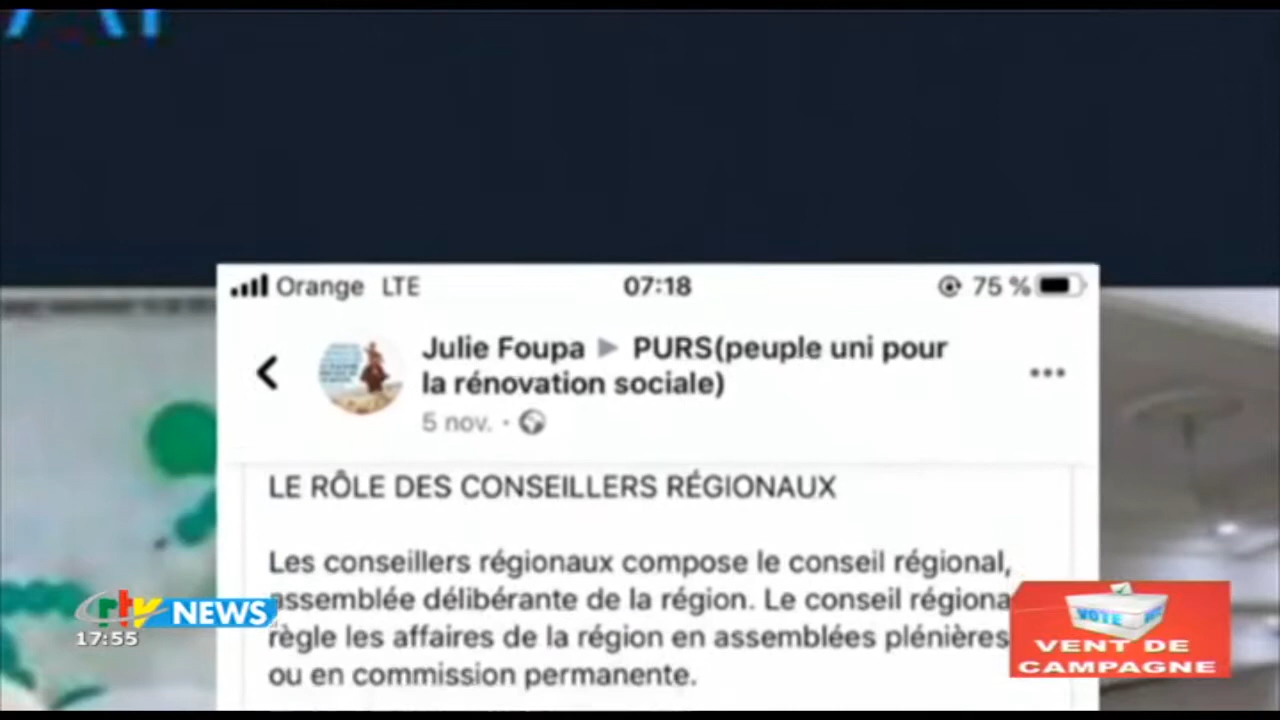 Orange LTE 07:18 75 %
Julie Foupa ▶ PURS(peuple uni pour
la rénovation sociale)
5 nov. ·
LE RÔLE DES CONSEILLERS RÉGIONAUX
Les conseillers régionaux compose le conseil régional,
assemblée délibérante de la région. Le conseil régiona
règle les affaires de la région en assemblées plénières
ou en commission permanente.
crtv NEWS
17:55
VOTE
VENT DE
CAMPAGNE